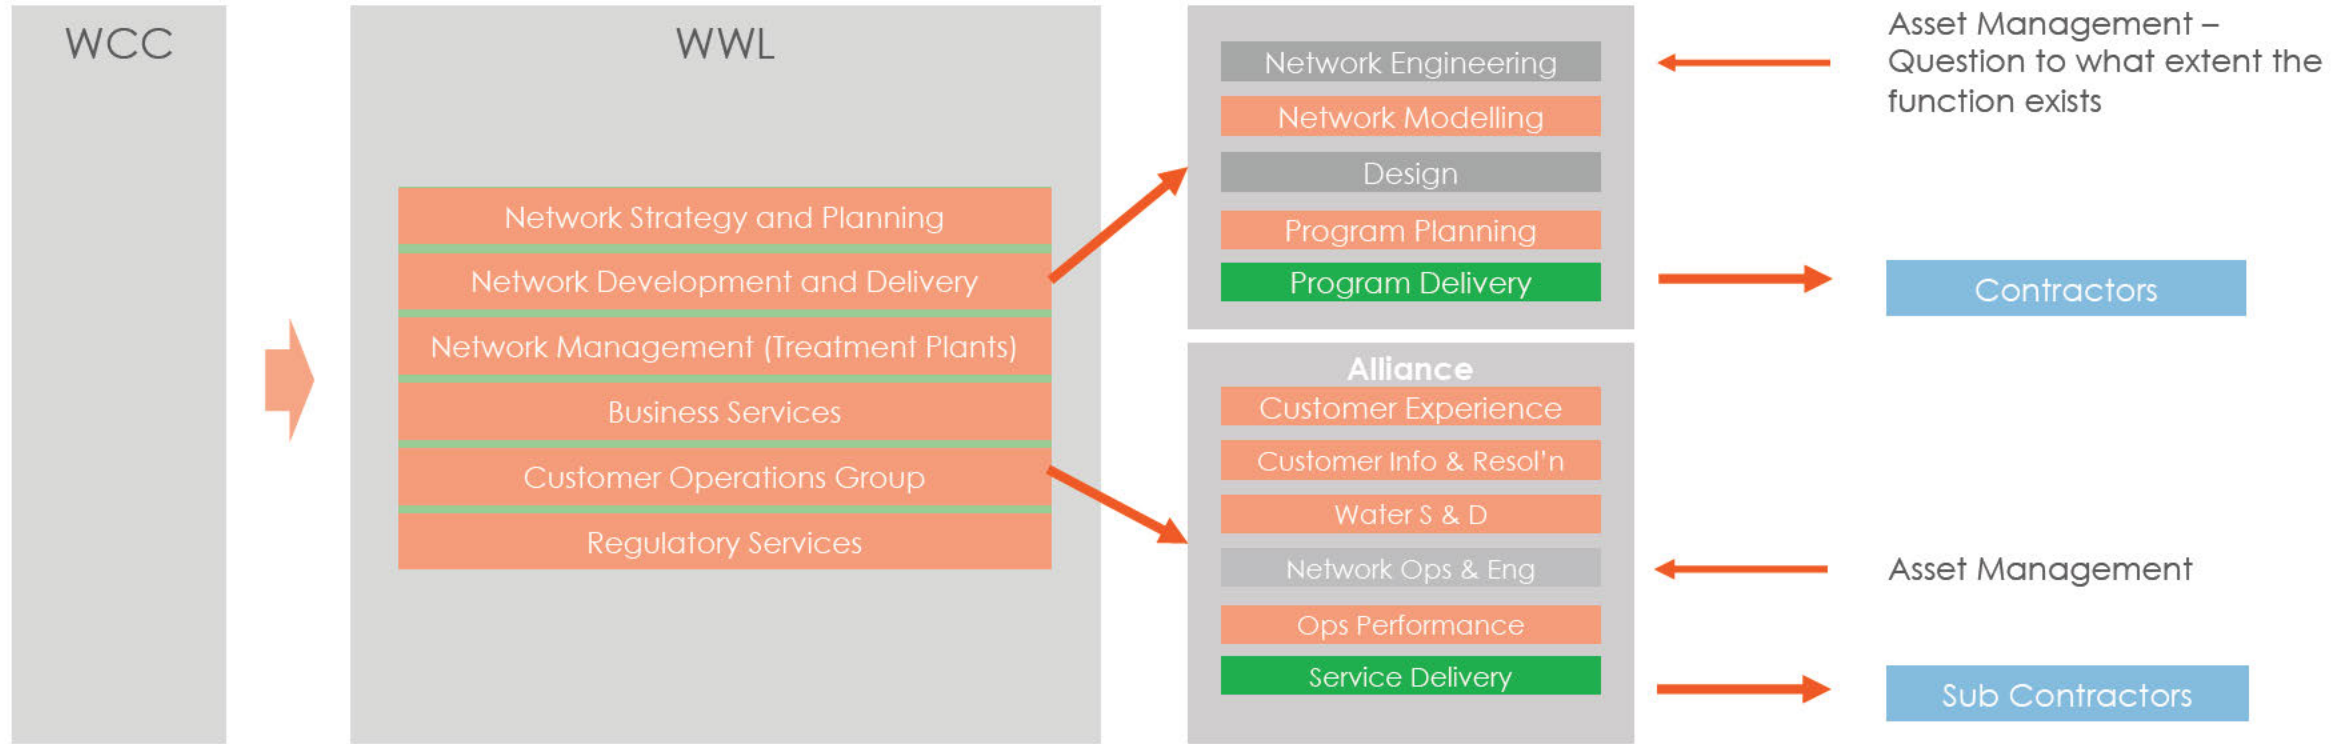 WCC
WWL
Network Strategy and Planning
Network Development and Delivery
Network Management (Treatment Plants)
Business Services
Customer Operations Group
Regulatory Services
Network Engineering
Network Modelling
Design
Program Planning
Program Delivery
Alliance
Customer Experience
Customer Info & Resol'n
Water S & D
Network Ops & Eng
Ops Performance
Service Delivery
Asset Management –
Question to what extent the
function exists
Contractors
Asset Management
Sub Contractors